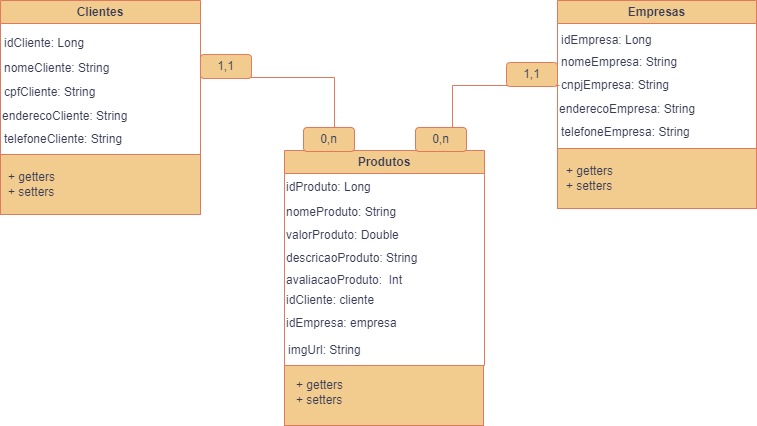 Clientes
idCliente: Long
nomeCliente: String
cpfCliente: String
enderecoCliente: String
telefoneCliente: String
+ getters
+ setters
1,1
0,n
Empresas
idEmpresa: Long
nomeEmpresa: String
cnpjEmpresa: String
enderecoEmpresa: String
telefoneEmpresa: String
+ getters
+ setters
1,1
0,n
Produtos
idProduto: Long
nomeProduto: String
valorProduto: Double
descricaoProduto: String
avaliacaoProduto: Int
idCliente: cliente
idEmpresa: empresa
imgUrl: String
+ getters
+ setters